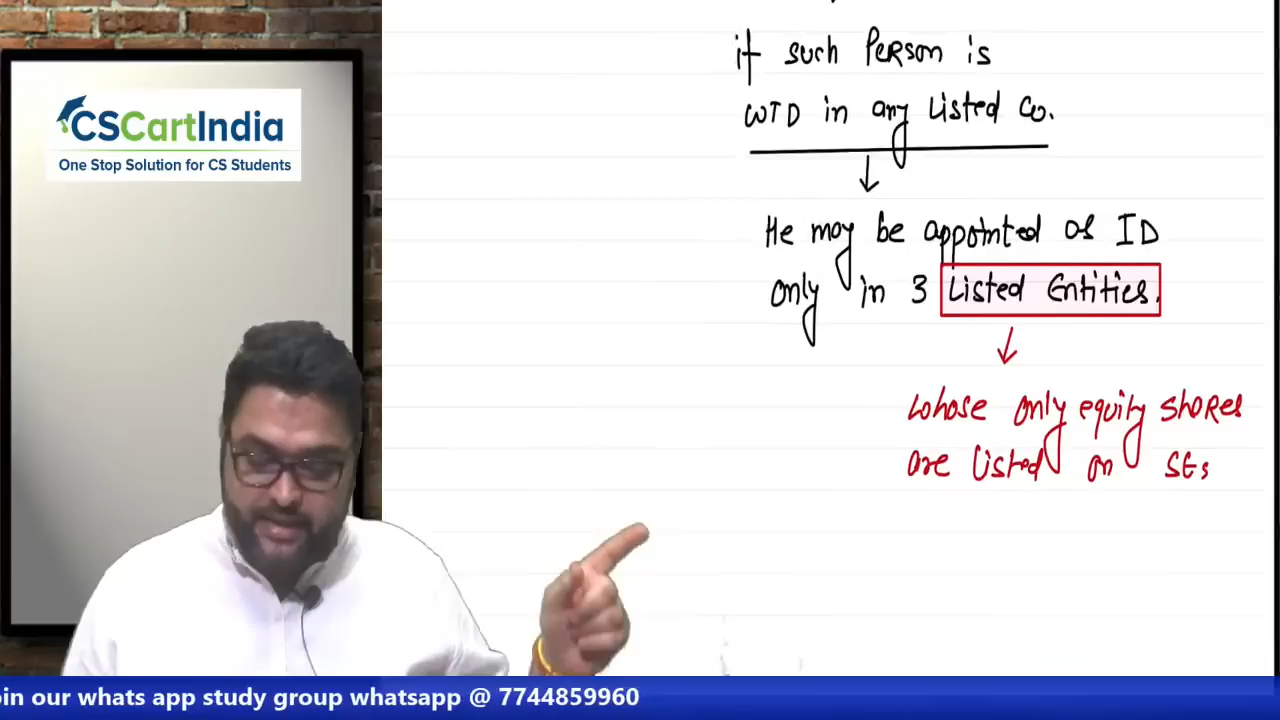 CSCartIndia
One Stop Solution for CS Students
if such Person is
WTD in any Listed Co.
He may be appointed as ID
only in 3 Listed Entities.
whose only equity shares
are listed on SEs
oin our whats app study group whatsapp @ 7744859960